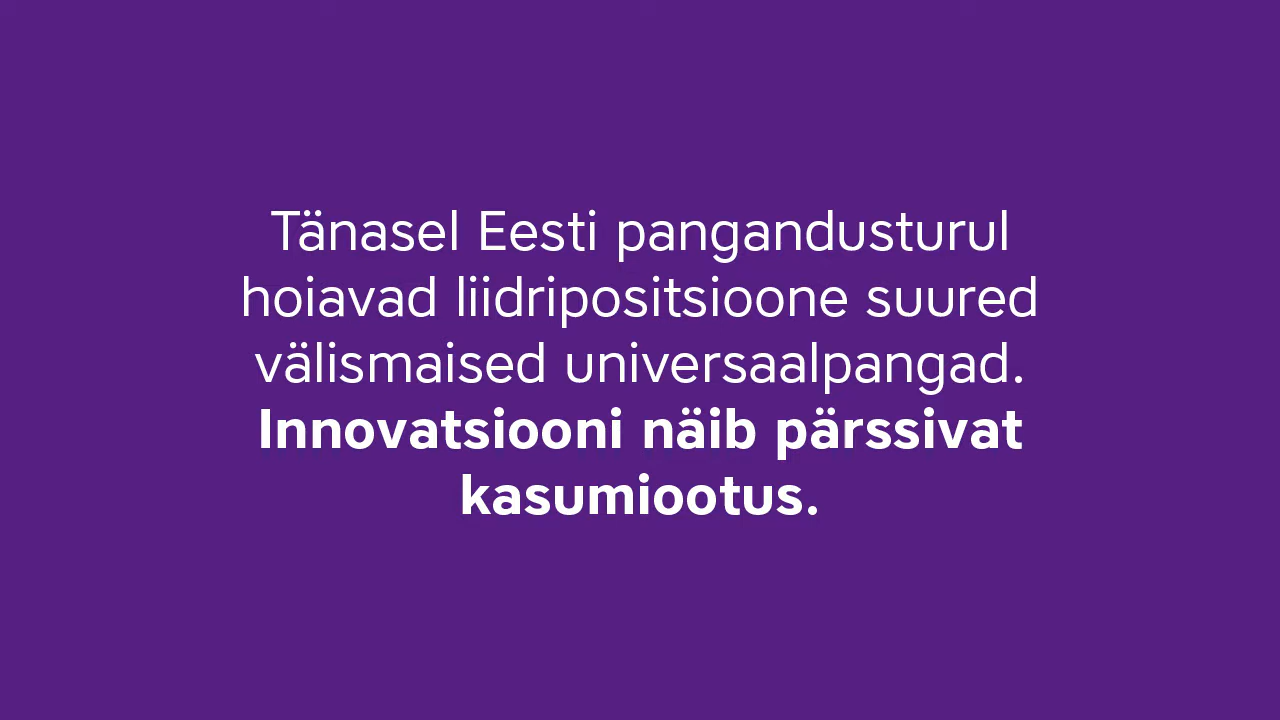 Tänasel Eesti pangandusturul
hoiavad liidripositsioone suured
välismaised universaalpangad.
Innovatsiooni näib pärssivat
kasumiootus.